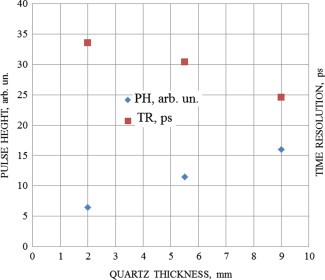 40
35
30
25
20
15
10
5
0
PULSE HEGHT, arb. un.
PH, arb. un.
TR, ps
TIME RESOLUTION, ps
0 1 2 3 4 5 6 7 8 9 10
QUARTZ THICKNESS, mm